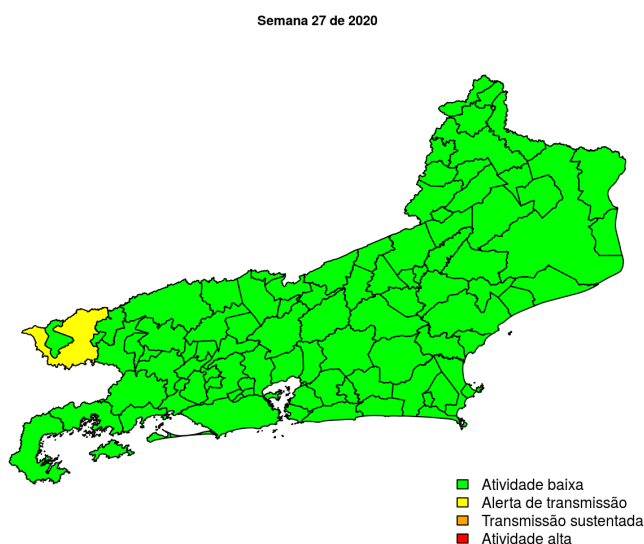 Semana 27 de 2020
Atividade baixa
Alerta de transmissão
Transmissão sustentada
Atividade alta